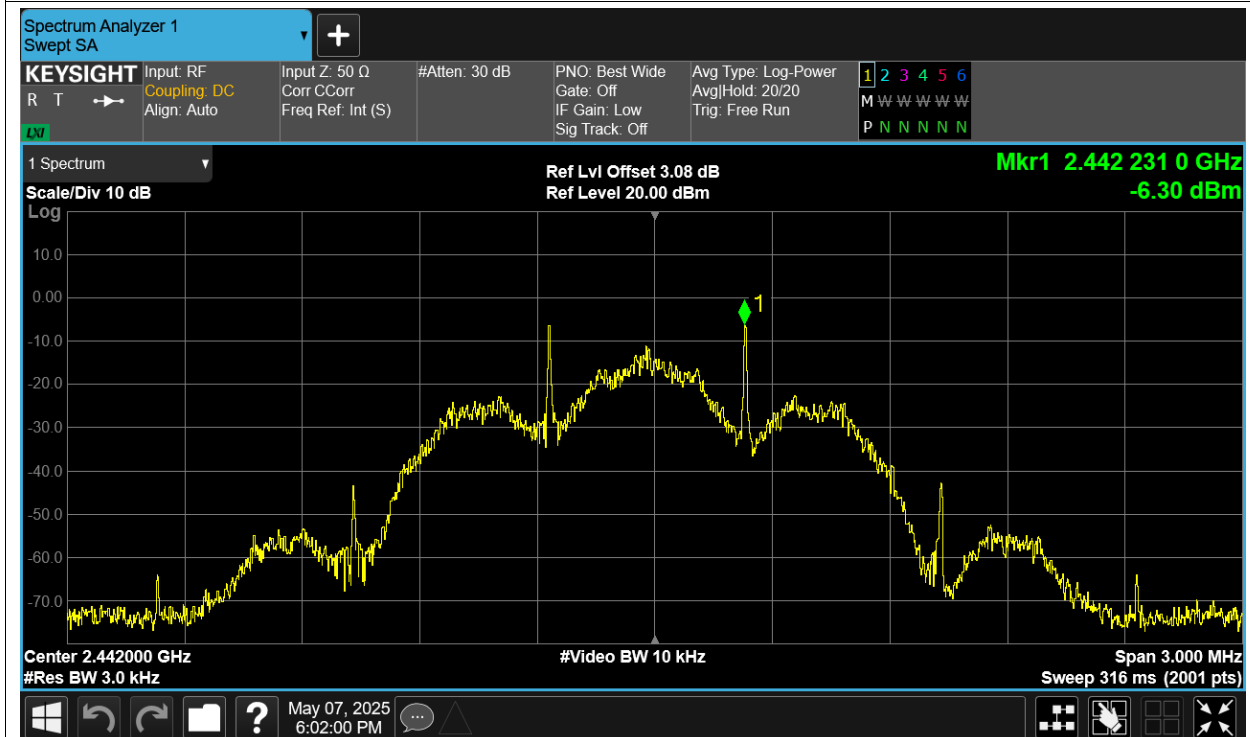 Spectrum Analyzer 1
Swept SA
+
KEYSIGHT
R T
LXI
Input: RF
Coupling: DC
Align: Auto
Input Z: 50 Ω
Corr CCorr
Freq Ref: Int (S)
#Atten: 30 dB
PNO: Best Wide
Gate: Off
IF Gain: Low
Sig Track: Off
Avg Type: Log-Power
Avg|Hold: 20/20
Trig: Free Run
1 2 3 4 5 6
M W W W W W
P N N N N N
1 Spectrum
Scale/Div 10 dB
Log
Ref Lvl Offset 3.08 dB
Ref Level 20.00 dBm
Mkr1 2.442 231 0 GHz
-6.30 dBm
10.0
0.00
1
-10.0
-20.0
-30.0
-40.0
-50.0
-60.0
-70.0
Center 2.442000 GHz
#Video BW 10 kHz
Span 3.000 MHz
#Res BW 3.0 kHz
Sweep 316 ms (2001 pts)
?
May 07, 2025
6:02:00 PM